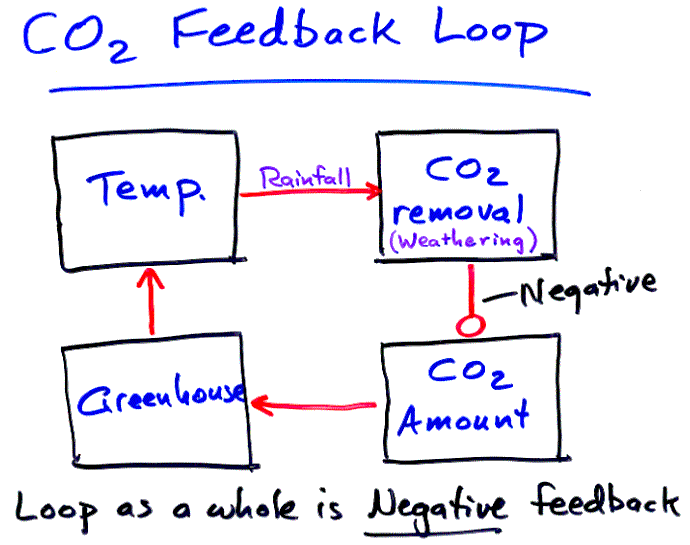 CO₂ Feedback Loop
Temp.
Rainfall
CO₂
removal
(Weathering)
Negative
Greenhouse
CO₂
Amount
Loop as a whole is Negative feedback